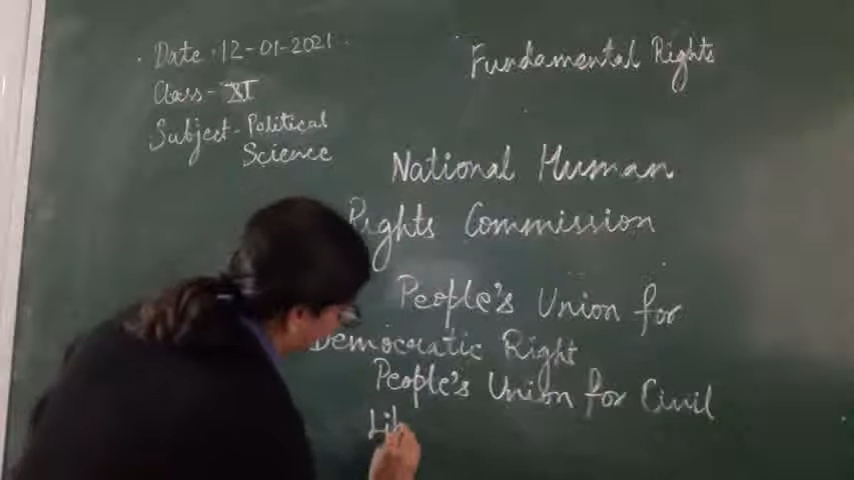 Date : 12-01-2021
Class - XI
Subject - Political
Science
Fundamental Rights
National Human
Rights Commission
People's Union for
Democratic Right
People's Union for Civil
Lib